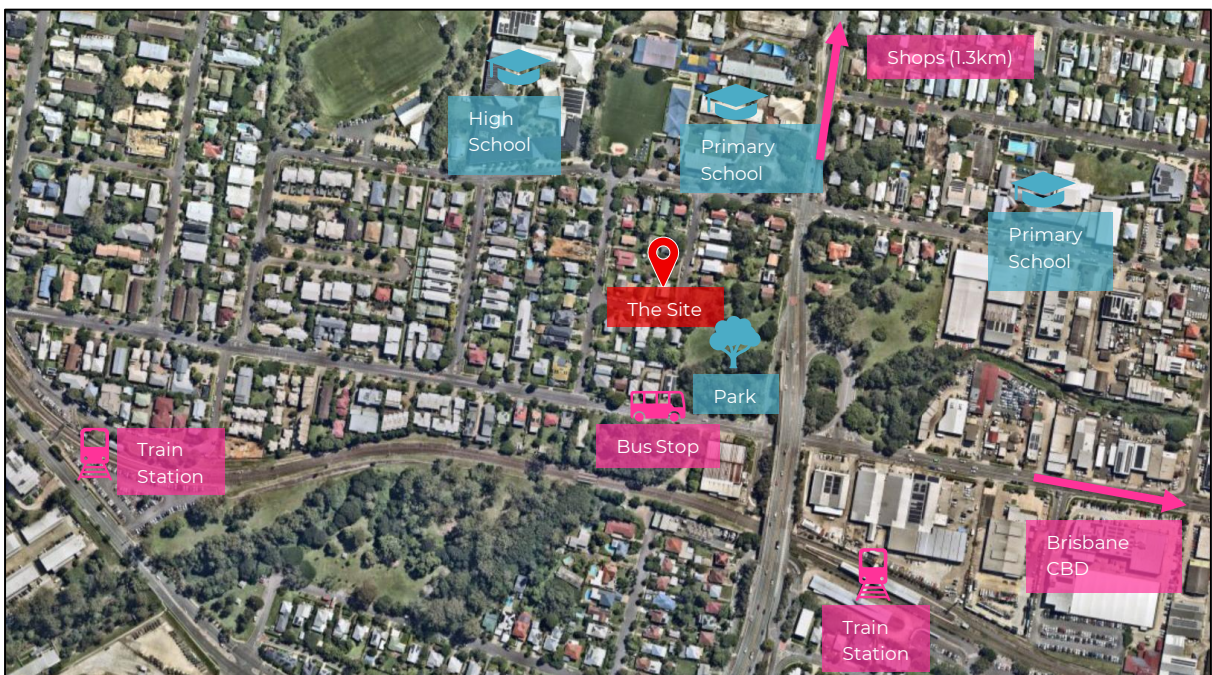 Shops (1.3km)
High
School
Primary
School
Primary
School
The Site
Park
Bus Stop
Train
Station
Brisbane
CBD
Train
Station